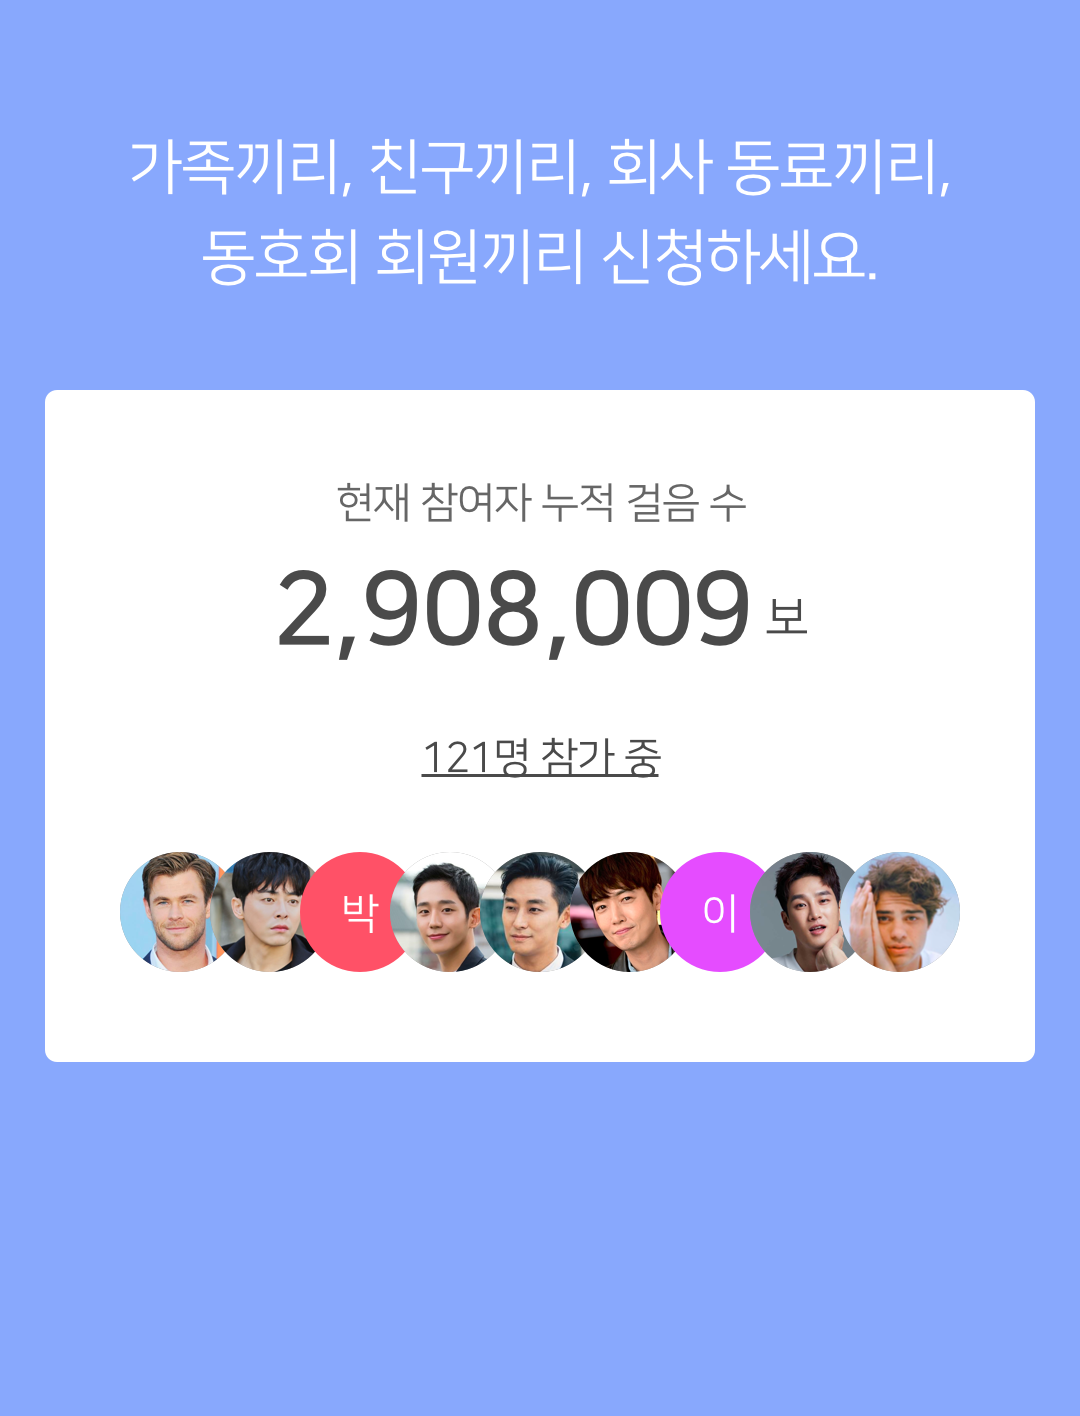 가족끼리, 친구끼리, 회사 동료끼리,
동호회 회원끼리 신청하세요.
현재 참여자 누적 걸음 수
2,908,009 보
121명 참가 중
박
이